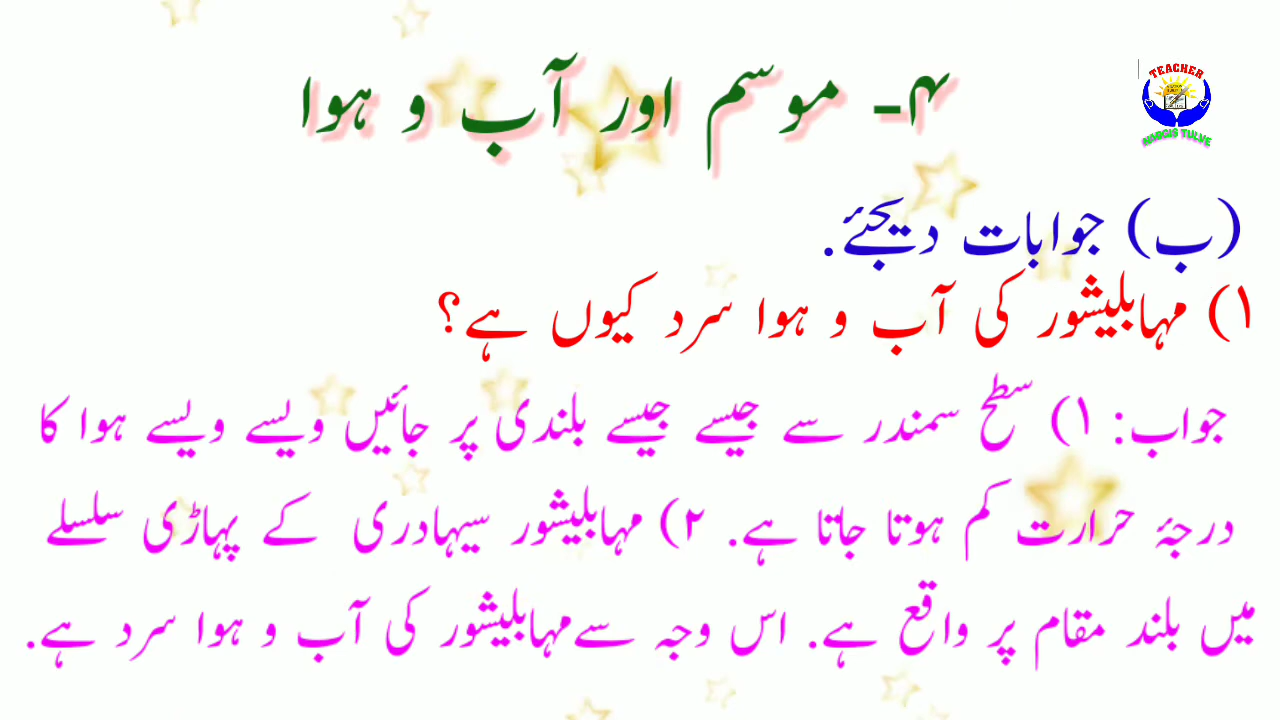 ۴- موسم اور آب و ہوا
TEACHER
NARGIS TULVE
(ب) جوابات دیجئے.
۱) مہابلیشور کی آب و ہوا سرد کیوں ہے؟
جواب: ۱) سطح سمندر سے جیسے جیسے بلندی پر جائیں ویسے ویسے ہوا کا
درجۂ حرارت کم ہوتا جاتا ہے. ۲) مہابلیشور سیہادری کے پہاڑی سلسلے
میں بلند مقام پر واقع ہے. اس وجہ سےمہابلیشور کی آب و ہوا سرد ہے.